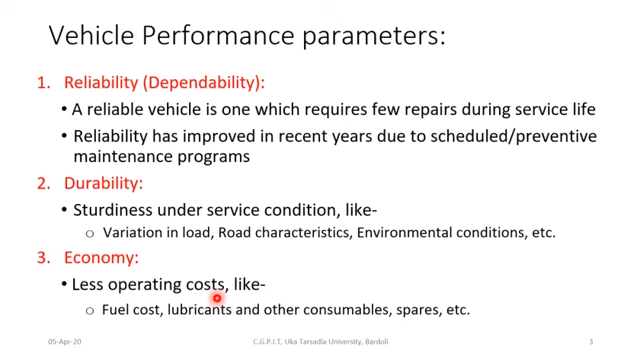 Vehicle Performance parameters:
1. Reliability (Dependability):
• A reliable vehicle is one which requires few repairs during service life
• Reliability has improved in recent years due to scheduled/preventive
maintenance programs
2. Durability:
• Sturdiness under service condition, like-
o Variation in load, Road characteristics, Environmental conditions, etc.
3. Economy:
• Less operating costs, like-
o Fuel cost, lubricants and other consumables, spares, etc.
05-Apr-20 C.G.P.I.T, Uka Tarsadia University, Bardoli 3